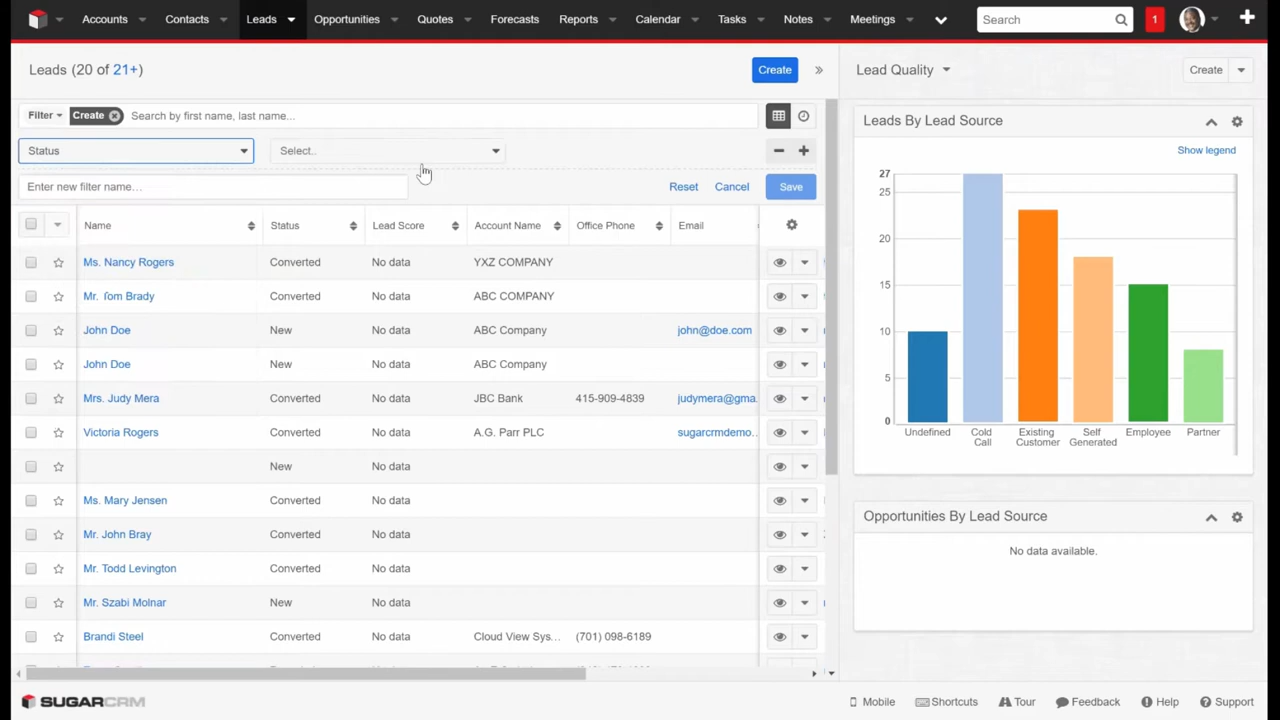 Accounts Contacts Leads Opportunities Quotes Forecasts Reports Calendar Tasks Notes Meetings Search 1
Leads (20 of 21+) Create
Filter Create Search by first name, last name...
Status Select..
Enter new filter name... Reset Cancel Save
Name Status Lead Score Account Name Office Phone Email
Ms. Nancy Rogers Converted No data YXZ COMPANY
Mr. Tom Brady Converted No data ABC COMPANY
John Doe New No data ABC Company john@doe.com
John Doe New No data ABC Company
Mrs. Judy Mera Converted No data JBC Bank 415-909-4839 judymera@gma.
Victoria Rogers Converted No data A.G. Parr PLC sugarcrmdemo..
New No data
Ms. Mary Jensen Converted No data
Mr. John Bray Converted No data
Mr. Todd Levington Converted No data
Mr. Szabi Molnar New No data
Brandi Steel Converted No data Cloud View Sys... (701) 098-6189
Lead Quality Create
Leads By Lead Source
Show legend
27
25
20
15
10
5
0
Undefined Cold Call Existing Customer Self Generated Employee Partner
Opportunities By Lead Source
No data available.
SUGARCRM Mobile Shortcuts Tour Feedback Help Support